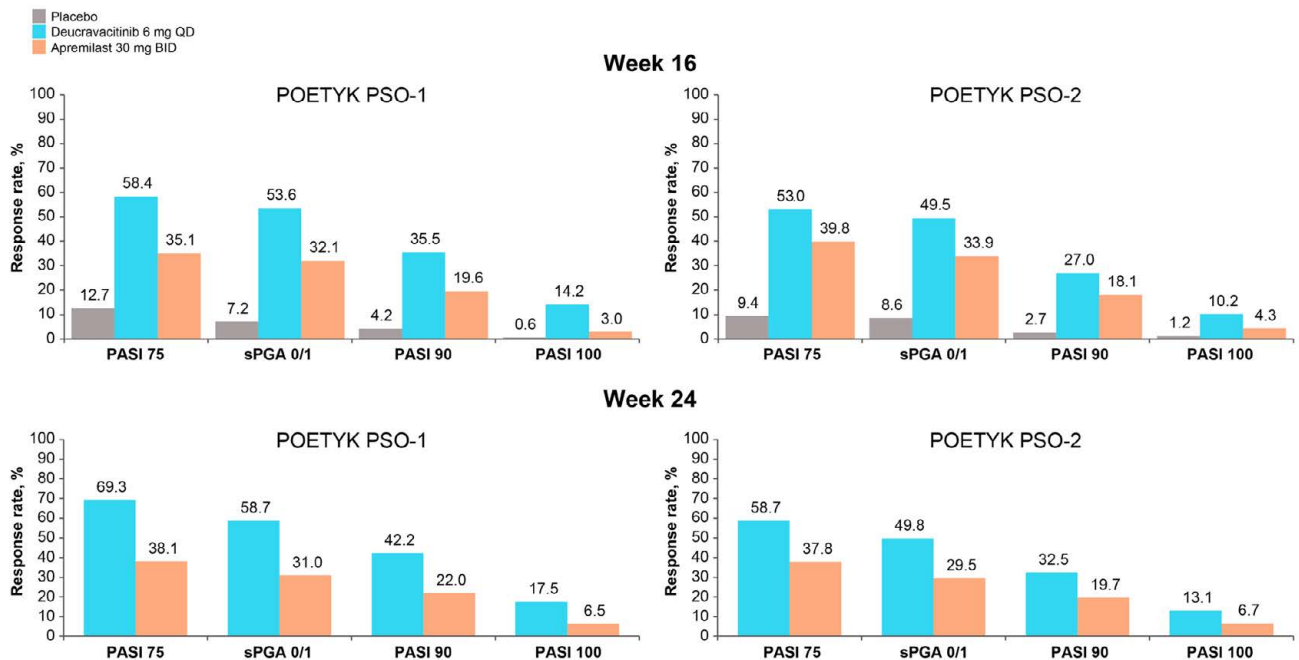 Placebo
Deucravacitinib 6 mg QD
Apremilast 30 mg BID
Week 16
POETYK PSO-1
Response rate, %
100
90
80
70
60
50
40
30
20
10
0
12.7
58.4
35.1
7.2
53.6
32.1
4.2
35.5
19.6
0.6
14.2
3.0
PASI 75
sPGA 0/1
PASI 90
PASI 100
POETYK PSO-2
Response rate, %
100
90
80
70
60
50
40
30
20
10
0
9.4
53.0
39.8
8.6
49.5
33.9
2.7
27.0
18.1
1.2
10.2
4.3
PASI 75
sPGA 0/1
PASI 90
PASI 100
Week 24
POETYK PSO-1
Response rate, %
100
90
80
70
60
50
40
30
20
10
0
69.3
38.1
58.7
31.0
42.2
22.0
17.5
6.5
PASI 75
sPGA 0/1
PASI 90
PASI 100
POETYK PSO-2
Response rate, %
100
90
80
70
60
50
40
30
20
10
0
58.7
37.8
49.8
29.5
32.5
19.7
13.1
6.7
PASI 75
sPGA 0/1
PASI 90
PASI 100